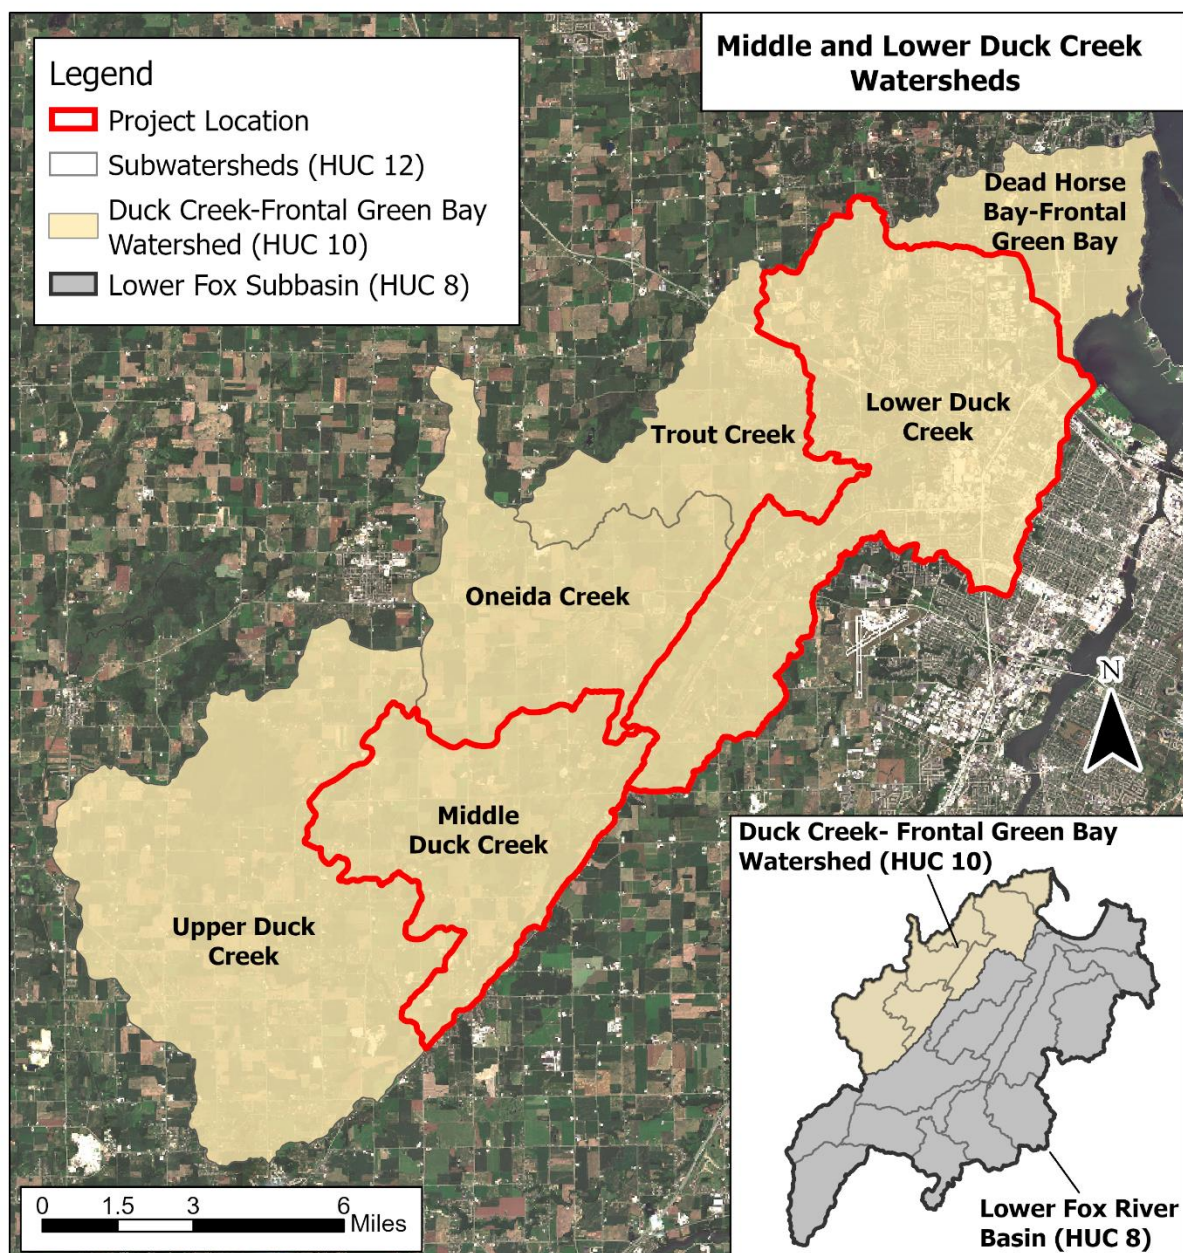 Middle and Lower Duck Creek
Watersheds
Legend
Project Location
Subwatersheds (HUC 12)
Duck Creek-Frontal Green Bay
Watershed (HUC 10)
Lower Fox Subbasin (HUC 8)
Dead Horse
Bay-Frontal
Green Bay
Lower Duck
Creek
Trout Creek
Oneida Creek
Middle
Duck Creek
Upper Duck
Creek
N
0 1.5 3 6
Miles
Duck Creek- Frontal Green Bay
Watershed (HUC 10)
Lower Fox River
Basin (HUC 8)